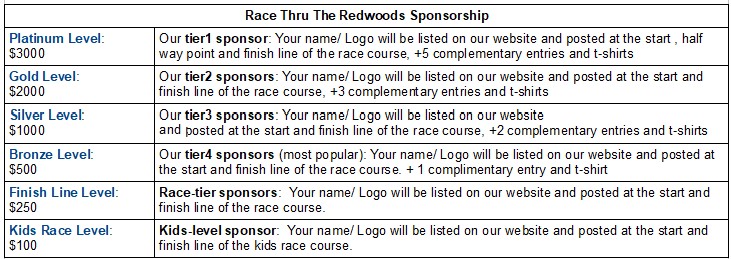 Race Thru The Redwoods Sponsorship
Platinum Level:
$3000
Our tier1 sponsor: Your name/ Logo will be listed on our website and posted at the start , half
way point and finish line of the race course, +5 complementary entries and t-shirts
Gold Level:
$2000
Our tier2 sponsors: Your name/ Logo will be listed on our website and posted at the start and
finish line of the race course, +3 complementary entries and t-shirts
Silver Level:
$1000
Our tier3 sponsors: Your name/ Logo will be listed on our website
and posted at the start and finish line of the race course, +2 complementary entries and t-shirts
Bronze Level:
$500
Our tier4 sponsors (most popular): Your name/ Logo will be listed on our website and posted at
the start and finish line of the race course. + 1 complimentary entry and t-shirt
Finish Line Level:
$250
Race-tier sponsors: Your name/ Logo will be listed on our website and posted at the start and
finish line of the race course.
Kids Race Level:
$100
Kids-level sponsor: Your name/ Logo will be listed on our website and posted at the start and
finish line of the kids race course.